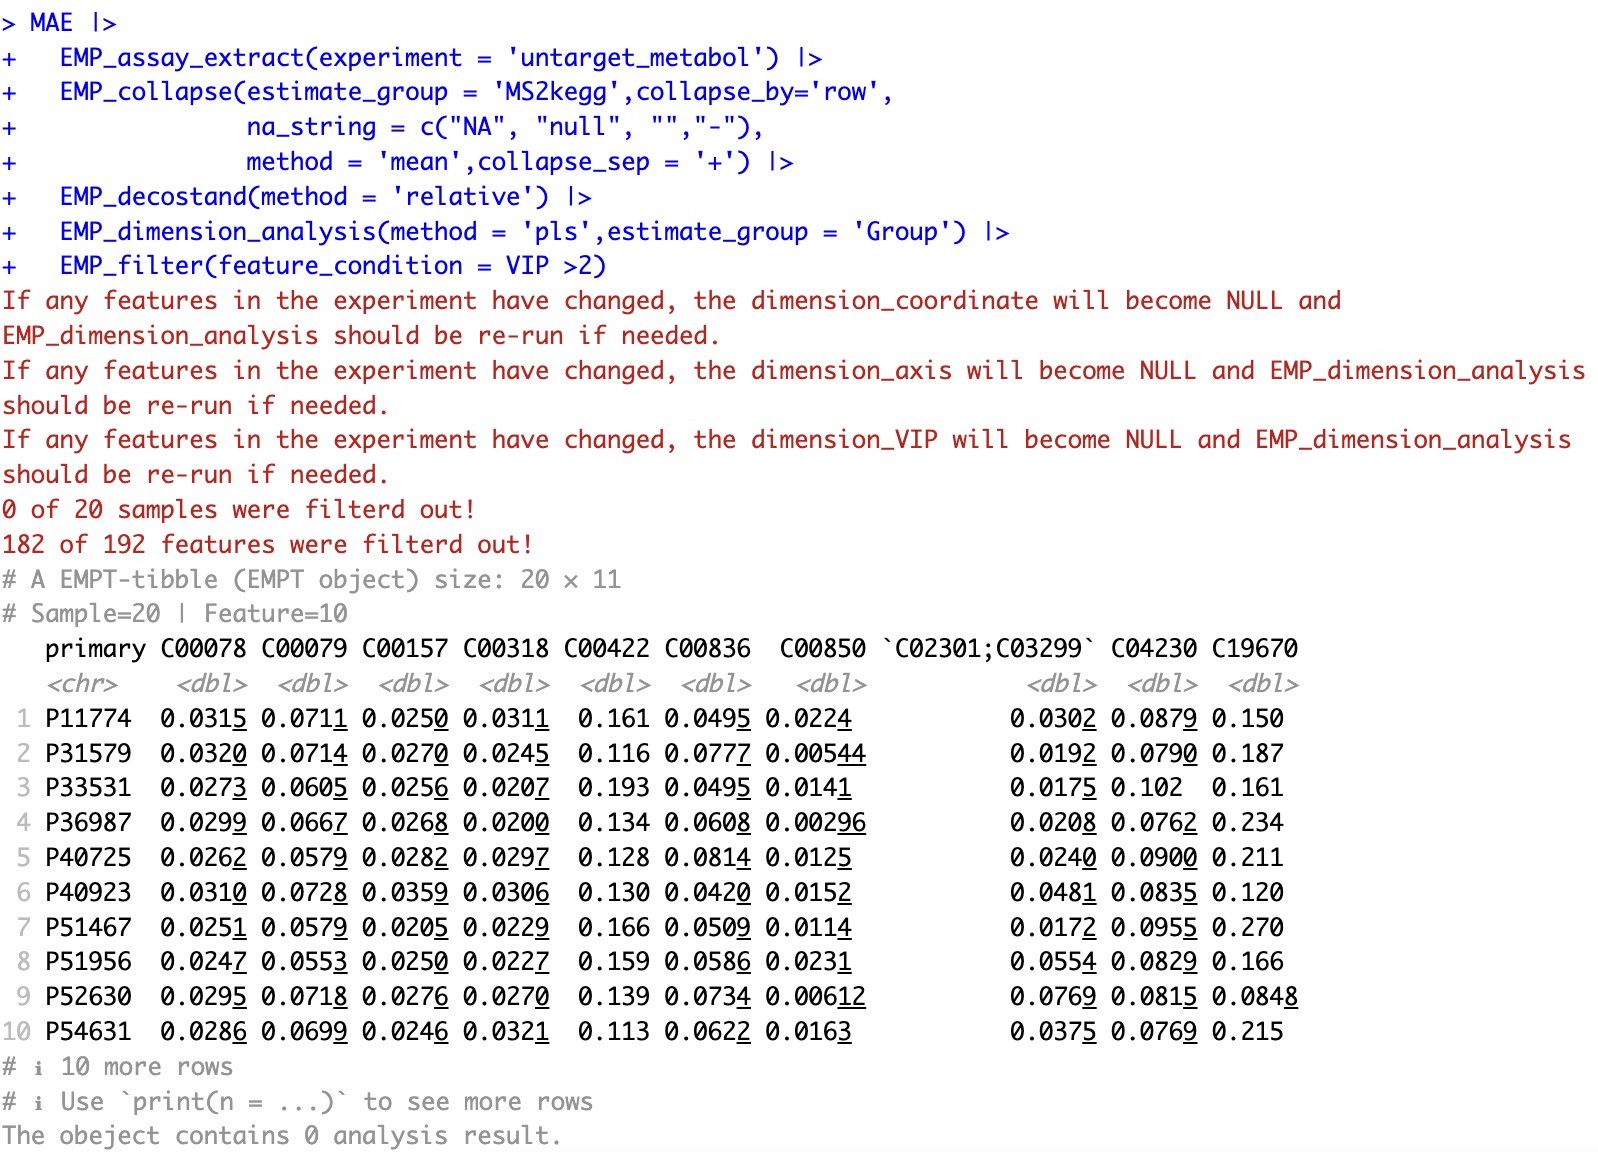 > MAE |>
+   EMP_assay_extract(experiment = 'untarget_metabol') |>
+   EMP_collapse(estimate_group = 'MS2kegg',collapse_by='row',
+                na_string = c("NA", "null", "","-"),
+                method = 'mean',collapse_sep = '+') |>
+   EMP_decostand(method = 'relative') |>
+   EMP_dimension_analysis(method = 'pls',estimate_group = 'Group') |>
+   EMP_filter(feature_condition = VIP >2)
If any features in the experiment have changed, the dimension_coordinate will become NULL and
EMP_dimension_analysis should be re-run if needed.
If any features in the experiment have changed, the dimension_axis will become NULL and EMP_dimension_analysis
should be re-run if needed.
If any features in the experiment have changed, the dimension_VIP will become NULL and EMP_dimension_analysis
should be re-run if needed.
0 of 20 samples were filterd out!
182 of 192 features were filterd out!
# A EMPT-tibble (EMPT object) size: 20 × 11
# Sample=20 | Feature=10
   primary C00078 C00079 C00157 C00318 C00422 C00836  C00850 `C02301;C03299` C04230 C19670
   <chr>    <dbl>  <dbl>  <dbl>  <dbl>  <dbl>  <dbl>   <dbl>           <dbl>  <dbl>  <dbl>
 1 P11774  0.0315 0.0711 0.0250 0.0311  0.161 0.0495 0.0224           0.0302 0.0879 0.150
 2 P31579  0.0320 0.0714 0.0270 0.0245  0.116 0.0777 0.00544          0.0192 0.0790 0.187
 3 P33531  0.0273 0.0605 0.0256 0.0207  0.193 0.0495 0.0141           0.0175 0.102  0.161
 4 P36987  0.0299 0.0667 0.0268 0.0200  0.134 0.0608 0.00296          0.0208 0.0762 0.234
 5 P40725  0.0262 0.0579 0.0282 0.0297  0.128 0.0814 0.0125           0.0240 0.0900 0.211
 6 P40923  0.0310 0.0728 0.0359 0.0306  0.130 0.0420 0.0152           0.0481 0.0835 0.120
 7 P51467  0.0251 0.0579 0.0205 0.0229  0.166 0.0509 0.0114           0.0172 0.0955 0.270
 8 P51956  0.0247 0.0553 0.0250 0.0227  0.159 0.0586 0.0231           0.0554 0.0829 0.166
 9 P52630  0.0295 0.0718 0.0276 0.0270  0.139 0.0734 0.00612          0.0769 0.0815 0.0848
10 P54631  0.0286 0.0699 0.0246 0.0321  0.113 0.0622 0.0163           0.0375 0.0769 0.215
# ℹ 10 more rows
# ℹ Use `print(n = ...)` to see more rows
The obeject contains 0 analysis result.